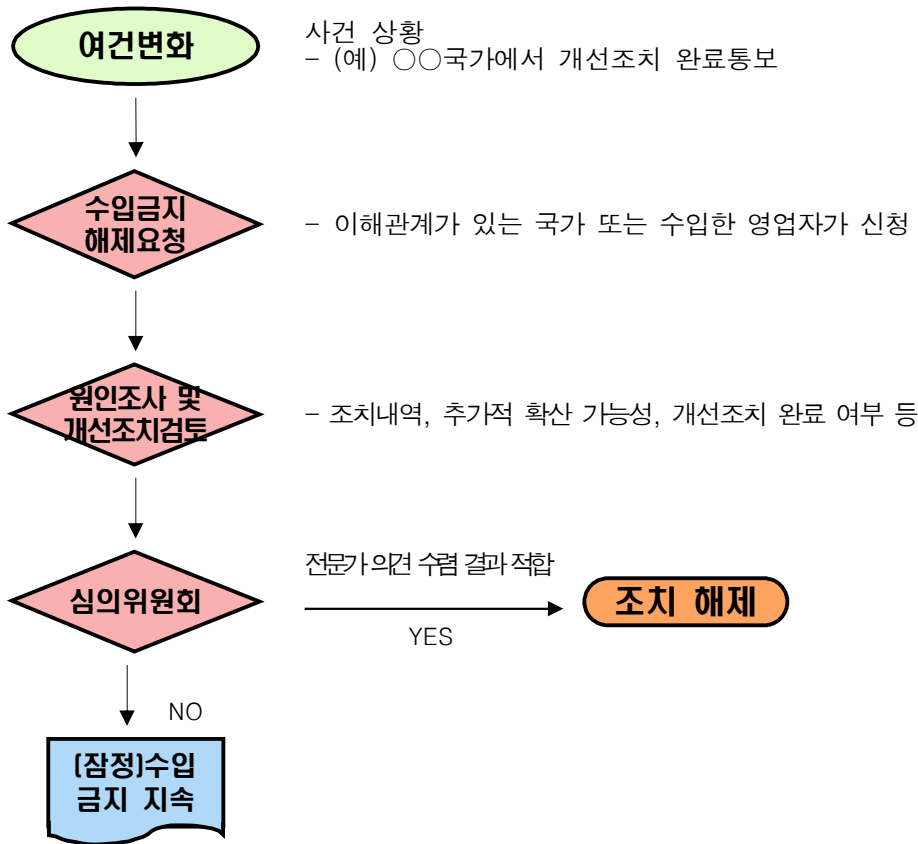 여건변화
사건 상황
- (예) ○○국가에서 개선조치 완료통보
수입금지
해제요청
- 이해관계가 있는 국가 또는 수입한 영업자가 신청
원인조사 및
개선조치검토
- 조치내역, 추가적 확산 가능성, 개선조치 완료 여부 등
심의위원회
전문가 의견 수렴 결과 적합
YES
조치 해제
NO
(잠정)수입
금지 지속